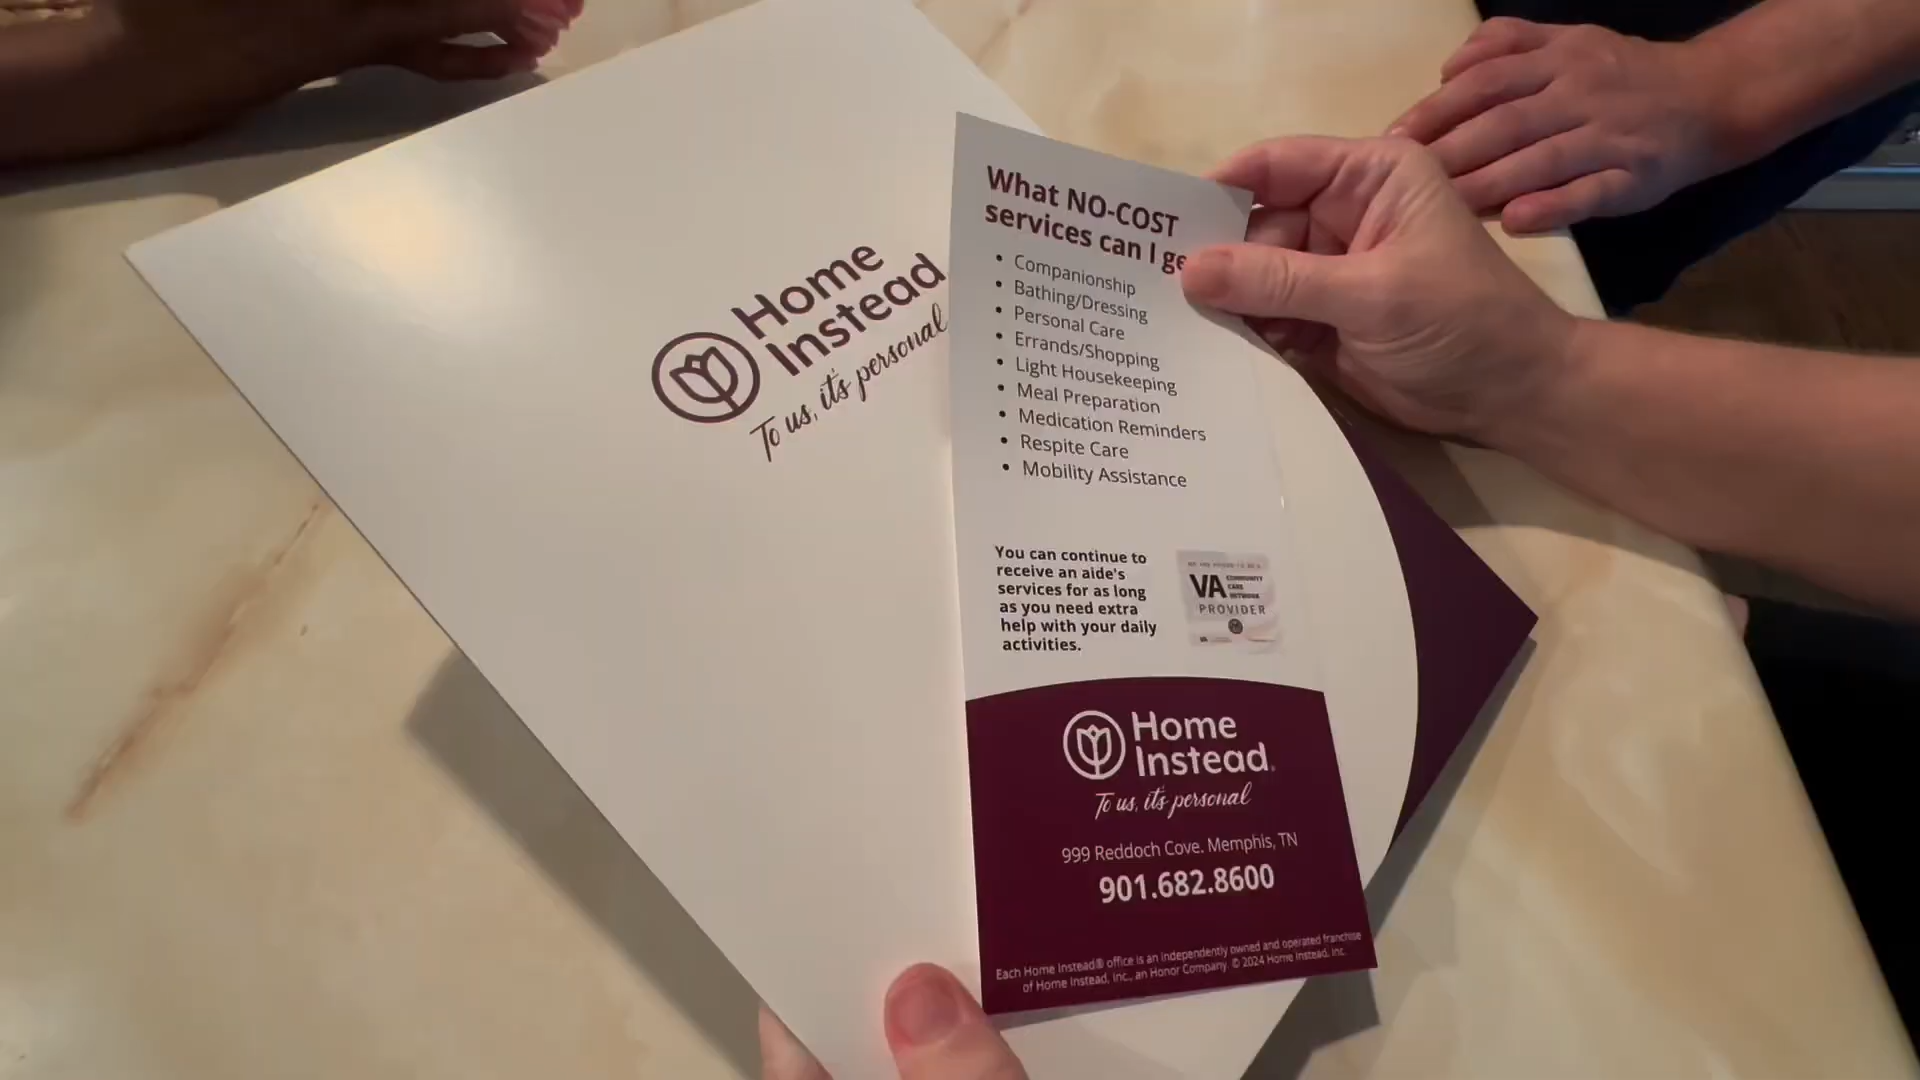 Home
Instead
To us, it's personal
What NO-COST
services can I ge
• Companionship
• Bathing/Dressing
• Personal Care
• Errands/Shopping
• Light Housekeeping
• Meal Preparation
• Medication Reminders
• Respite Care
• Mobility Assistance
You can continue to
receive an aide's
services for as long
as you need extra
help with your daily
activities.
VA COMMUNITY
CARE
NETWORK
PROVIDER
Home
Instead®
To us, it's personal
999 Reddoch Cove. Memphis, TN
901.682.8600
Each Home Instead® office is an independently owned and operated franchise
of Home Instead, Inc., an Honor Company. © 2024 Home Instead, Inc.